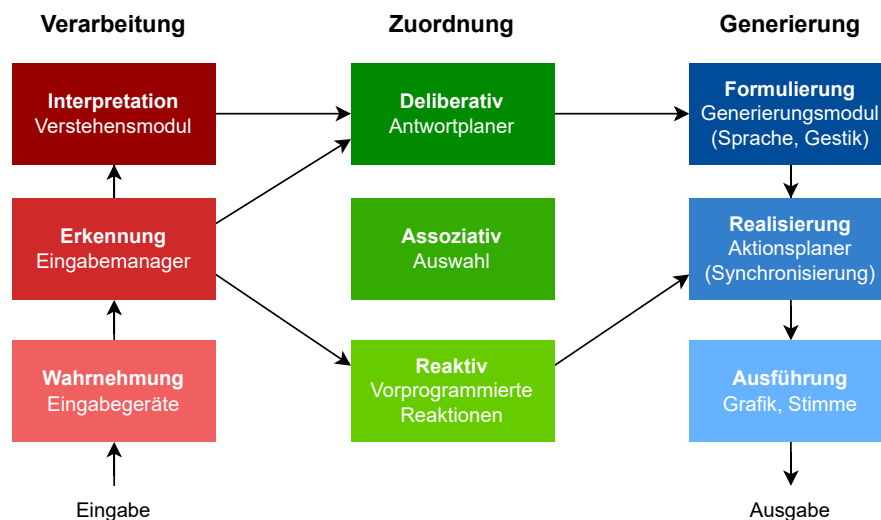 Verarbeitung
Zuordnung
Generierung
Interpretation
Verstehensmodul
Deliberativ
Antwortplaner
Formulierung
Generierungsmodul
(Sprache, Gestik)
Erkennung
Eingabemanager
Assoziativ
Auswahl
Realisierung
Aktionsplaner
(Synchronisierung)
Wahrnehmung
Eingabegeräte
Reaktiv
Vorprogrammierte
Reaktionen
Ausführung
Grafik, Stimme
Eingabe
Ausgabe